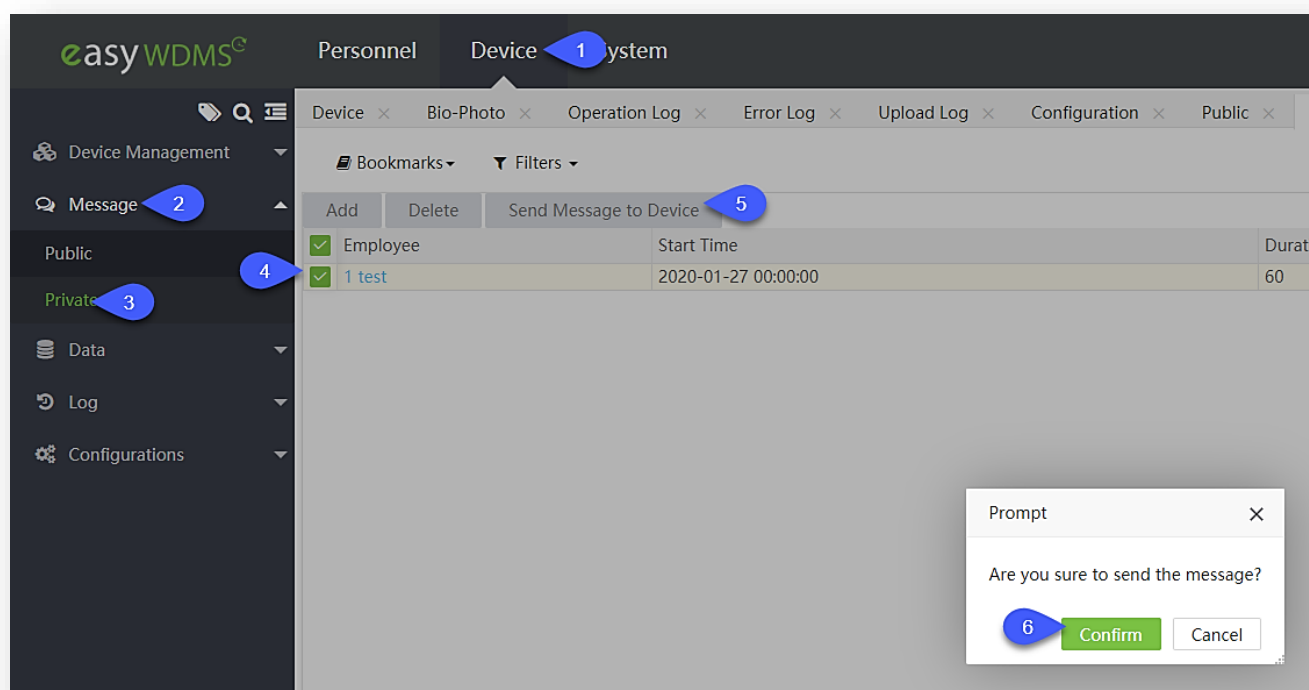 easyWDMS
Personnel Device 1 System
Device Bio-Photo Operation Log Error Log Upload Log Configuration Public
Device Management
Bookmarks Filters
Message 2
Add Delete Send Message to Device 5
Employee Start Time Durat
Public
4 1 test 2020-01-27 00:00:00 60
Private 3
Data
Log
Configurations
Prompt
Are you sure to send the message?
6 Confirm Cancel